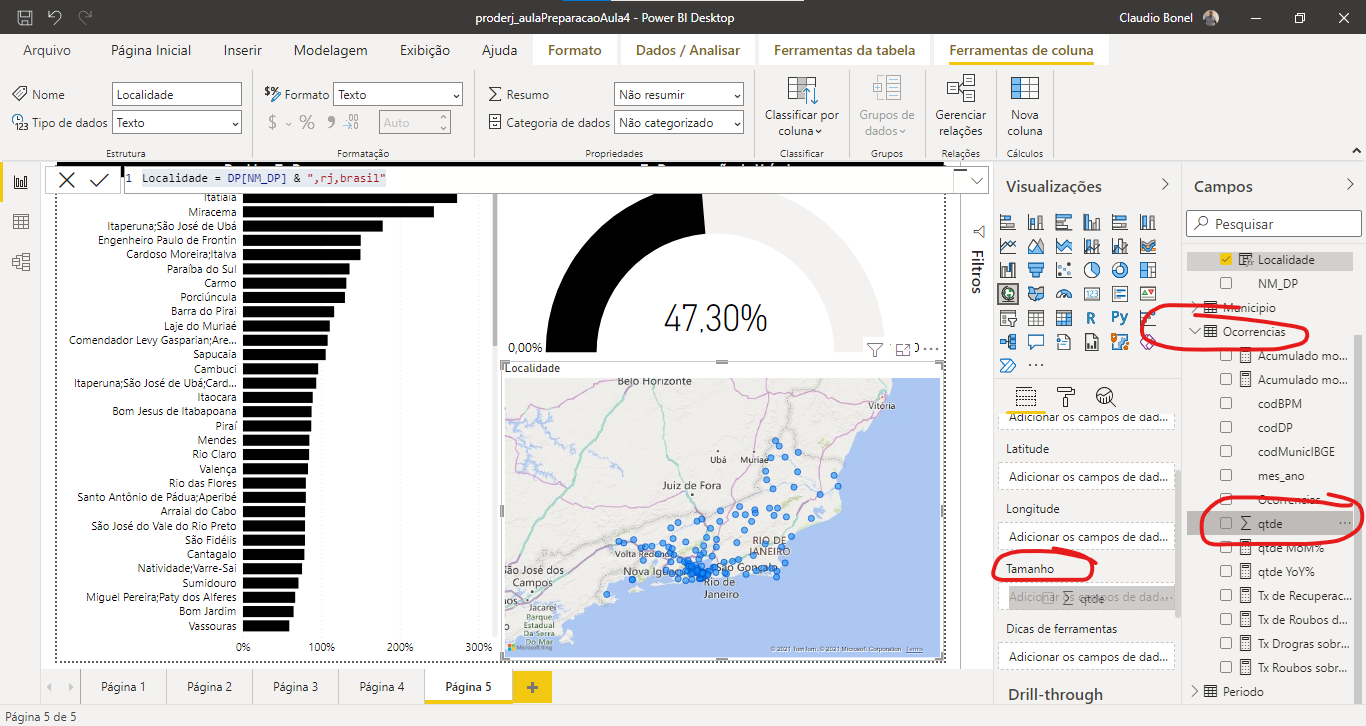 proderj_aulaPreparacaoAula4 - Power BI Desktop
Claudio Bonel
Arquivo
Página Inicial
Inserir
Modelagem
Exibição
Ajuda
Formato
Dados / Analisar
Ferramentas da tabela
Ferramentas de coluna
Nome
Localidade
Tipo de dados
Texto
Estrutura
Formato
Texto
Auto
Formatação
Resumo
Não resumir
Categoria de dados
Não categorizado
Propriedades
Classificar por
coluna
Classificar
Grupos de
dados
Grupos
Gerenciar
relações
Relações
Nova
coluna
Cálculos
1 Localidade = DP[NM_DP] & ",rj,brasil"
Itatiaia
Miracema
Itaperuna;São José de Ubá
Engenheiro Paulo de Frontin
Cardoso Moreira;Italva
Paraíba do Sul
Carmo
Porciúncula
Barra do Piraí
Laje do Muriaé
Comendador Levy Gasparian;Are...
Sapucaia
Cambuci
Itaperuna;São José de Ubá;Card...
Itaocara
Bom Jesus de Itabapoana
Piraí
Mendes
Rio Claro
Valença
Rio das Flores
Santo Antônio de Pádua;Aperibé
Arraial do Cabo
São José do Vale do Rio Preto
São Fidélis
Cantagalo
Natividade;Varre-Sai
Sumidouro
Miguel Pereira;Paty dos Alferes
Bom Jardim
Vassouras
0%
100%
200%
300%
47,30%
0,00%
Localidade
Belo Horizonte
Vitória
Ubá
Muriaé
Juiz de Fora
Volta Redonda
RIO DE
JANEIRO
São José dos
Campos
Nova Iguaçu
São Gonçalo
Rio de
Janeiro
Jacareí
Parque
Estadual
Da Serra
Do Mar
Microsoft Bing
© 2021 TomTom, © 2021 Microsoft Corporation Terms
Filtros
Visualizações
Adicionar os campos de dad...
Latitude
Adicionar os campos de dad...
Longitude
Adicionar os campos de dad...
Tamanho
Adicionar os campos de dad...
qtde
Dicas de ferramentas
Adicionar os campos de dad...
Drill-through
Campos
Pesquisar
Localidade
NM_DP
Municipio
Ocorrencias
Acumulado mo...
Acumulado mo...
codBPM
codDP
codMunicIBGE
mes_ano
Ocorrencias
qtde
qtde MoM%
qtde YoY%
Tx de Recuperac...
Tx de Roubos d...
Tx Drogras sobr...
Tx Roubos sobr...
Periodo
Página 1
Página 2
Página 3
Página 4
Página 5
Página 5 de 5